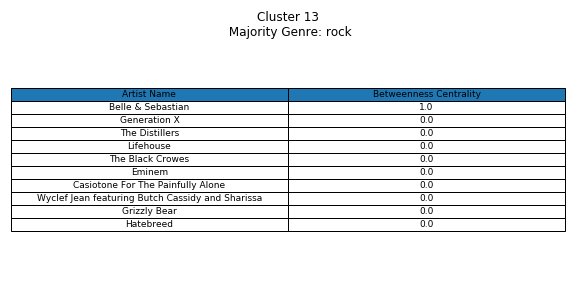 Cluster 13
Majority Genre: rock
Artist Name Betweenness Centrality
Belle & Sebastian 1.0
Generation X 0.0
The Distillers 0.0
Lifehouse 0.0
The Black Crowes 0.0
Eminem 0.0
Casiotone For The Painfully Alone 0.0
Wyclef Jean featuring Butch Cassidy and Sharissa 0.0
Grizzly Bear 0.0
Hatebreed 0.0